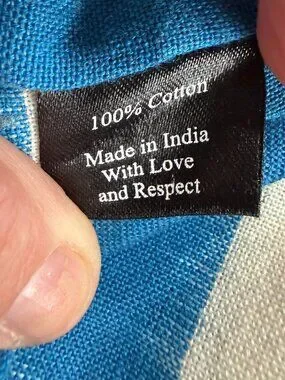 100% Cotton
Made in India
With Love
and Respect